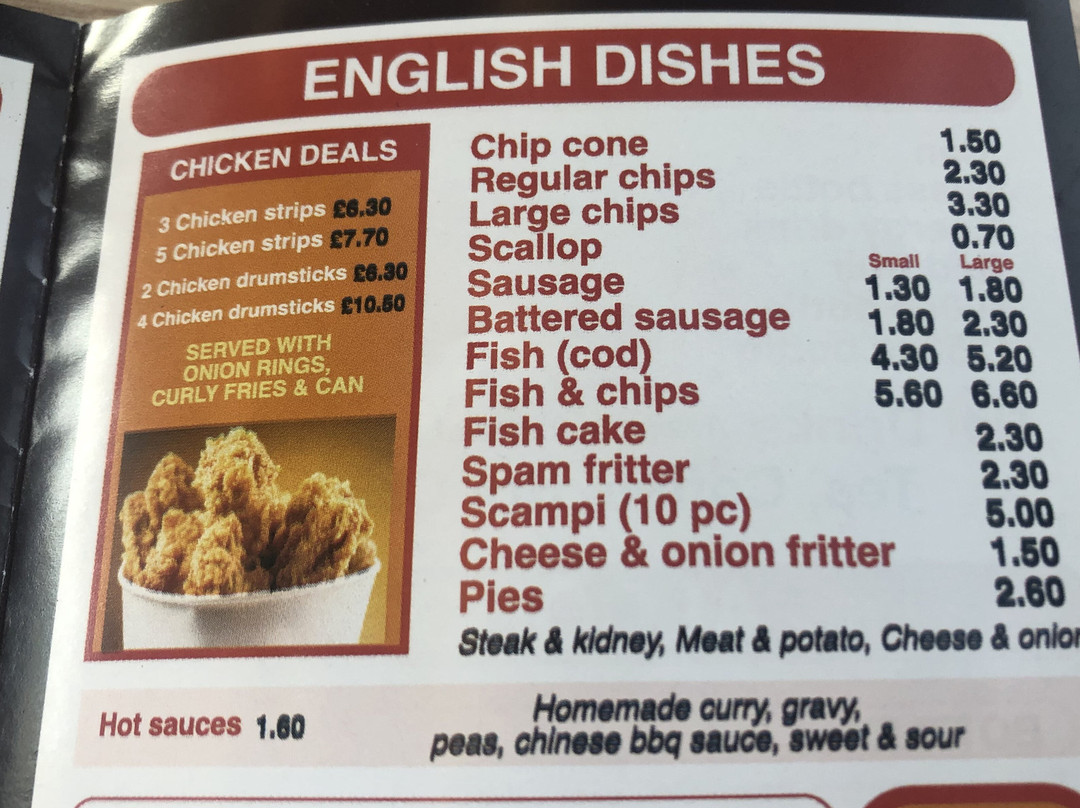 ENGLISH DISHES
CHICKEN DEALS
3 Chicken strips £6.30
5 Chicken strips £7.70
2 Chicken drumsticks £6.30
4 Chicken drumsticks £10.50
SERVED WITH
ONION RINGS,
CURLY FRIES & CAN
Chip cone 1.50
Regular chips 2.30
Large chips 3.30
Scallop 0.70
Small Large
Sausage 1.30 1.80
Battered sausage 1.80 2.30
Fish (cod) 4.30 5.20
Fish & chips 5.60 6.60
Fish cake 2.30
Spam fritter 2.30
Scampi (10 pc) 5.00
Cheese & onion fritter 1.50
Pies 2.60
Steak & kidney, Meat & potato, Cheese & onion
Hot sauces 1.60
Homemade curry, gravy,
peas, chinese bbq sauce, sweet & sour